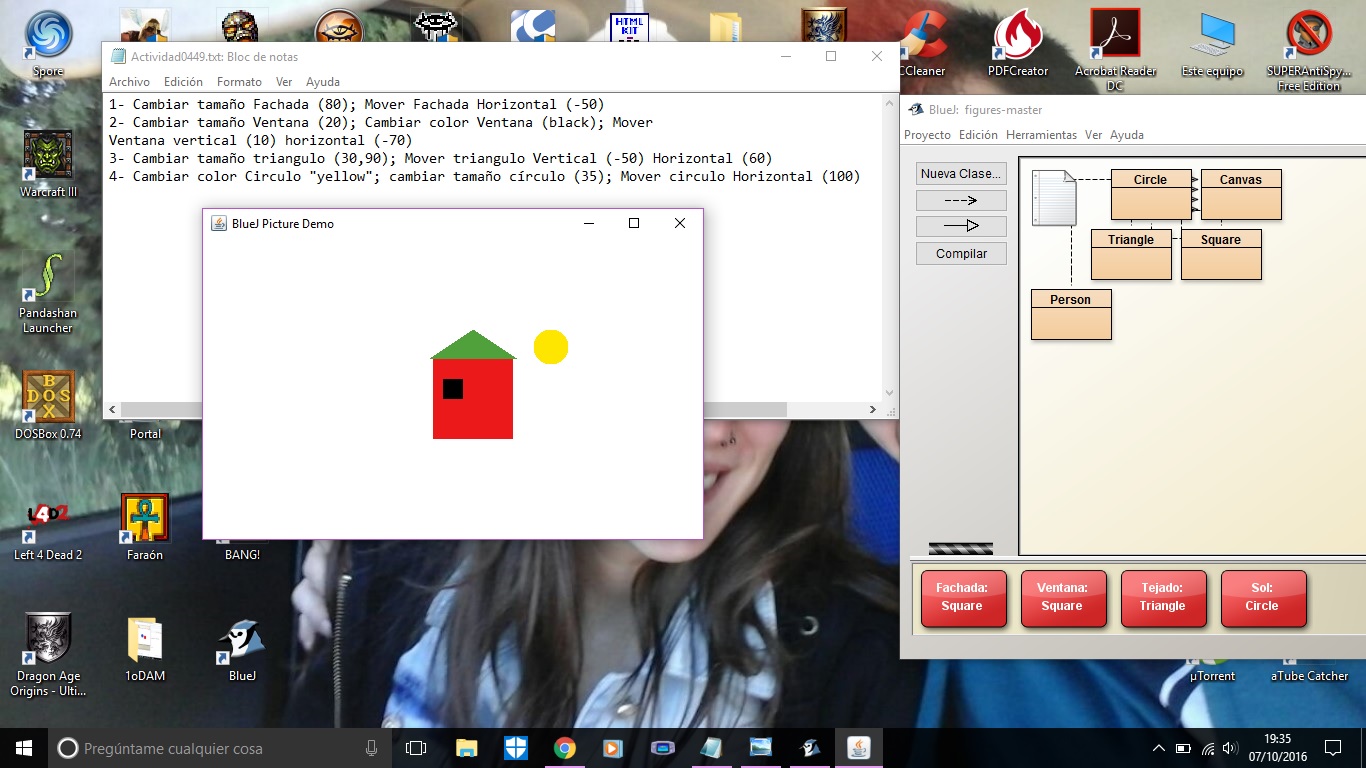 Spore
HTML
KIT
CCleaner
PDFCreator
Acrobat Reader
DC
Este equipo
SUPERAntiSpy...
Free Edition
Actividad0449.txt: Bloc de notas
Archivo Edición Formato Ver Ayuda
1- Cambiar tamaño Fachada (80); Mover Fachada Horizontal (-50)
2- Cambiar tamaño Ventana (20); Cambiar color Ventana (black); Mover
Ventana vertical (10) horizontal (-70)
3- Cambiar tamaño triangulo (30,90); Mover triangulo Vertical (-50) Horizontal (60)
4- Cambiar color Circulo "yellow"; cambiar tamaño círculo (35); Mover circulo Horizontal (100)
BlueJ Picture Demo
BlueJ: figures-master
Proyecto Edición Herramientas Ver Ayuda
Nueva Clase...
Compilar
Circle
Canvas
Triangle
Square
Person
Fachada:
Square
Ventana:
Square
Tejado:
Triangle
Sol:
Circle
Warcraft III
Pandashan
Launcher
BOX
DOS
DOSBox 0.74
Portal
L4D2
Left 4 Dead 2
Faraón
BANG!
Dragon Age
Origins - Ulti...
1oDAM
BlueJ
µTorrent
aTube Catcher
Pregúntame cualquier cosa
19:35
07/10/2016